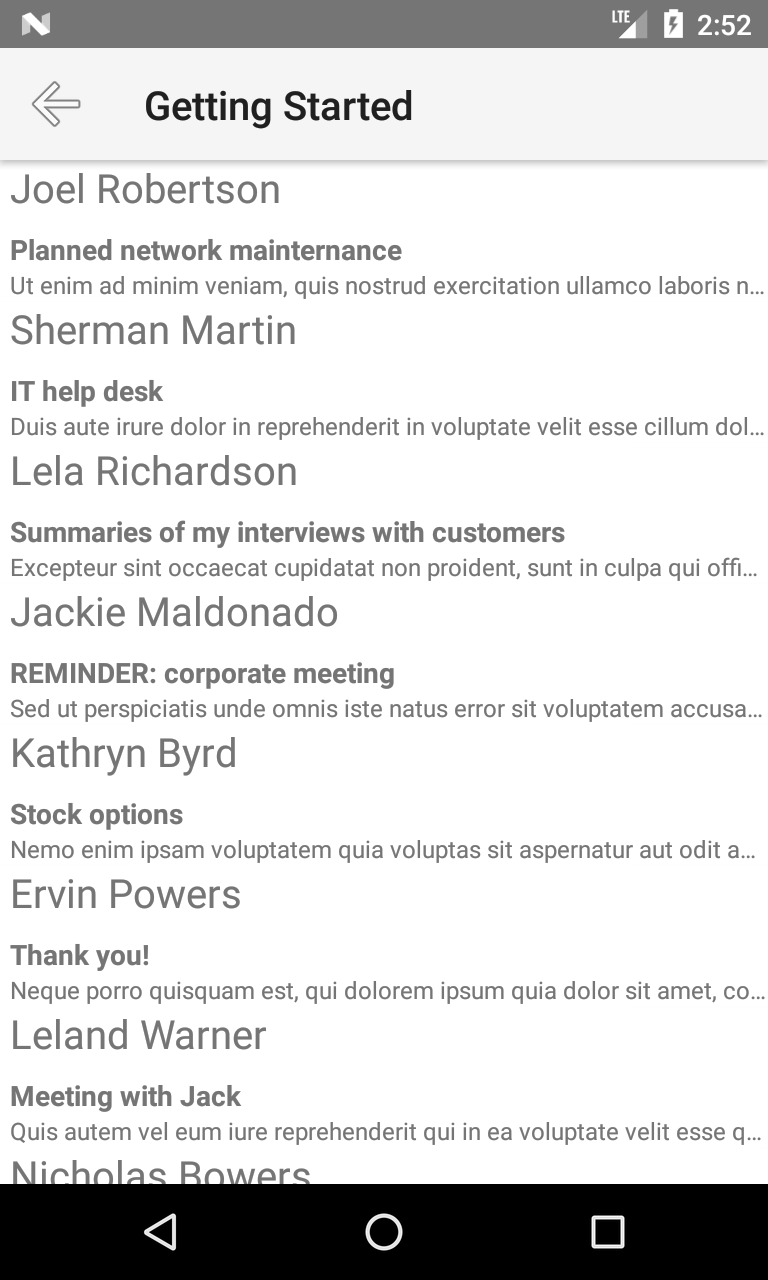 LTE 2:52
Getting Started
Joel Robertson
Planned network mainternance
Ut enim ad minim veniam, quis nostrud exercitation ullamco laboris n...
Sherman Martin
IT help desk
Duis aute irure dolor in reprehenderit in voluptate velit esse cillum dol...
Lela Richardson
Summaries of my interviews with customers
Excepteur sint occaecat cupidatat non proident, sunt in culpa qui offi...
Jackie Maldonado
REMINDER: corporate meeting
Sed ut perspiciatis unde omnis iste natus error sit voluptatem accusa...
Kathryn Byrd
Stock options
Nemo enim ipsam voluptatem quia voluptas sit aspernatur aut odit a...
Ervin Powers
Thank you!
Neque porro quisquam est, qui dolorem ipsum quia dolor sit amet, co...
Leland Warner
Meeting with Jack
Quis autem vel eum iure reprehenderit qui in ea voluptate velit esse q...
Nicholas Bowers